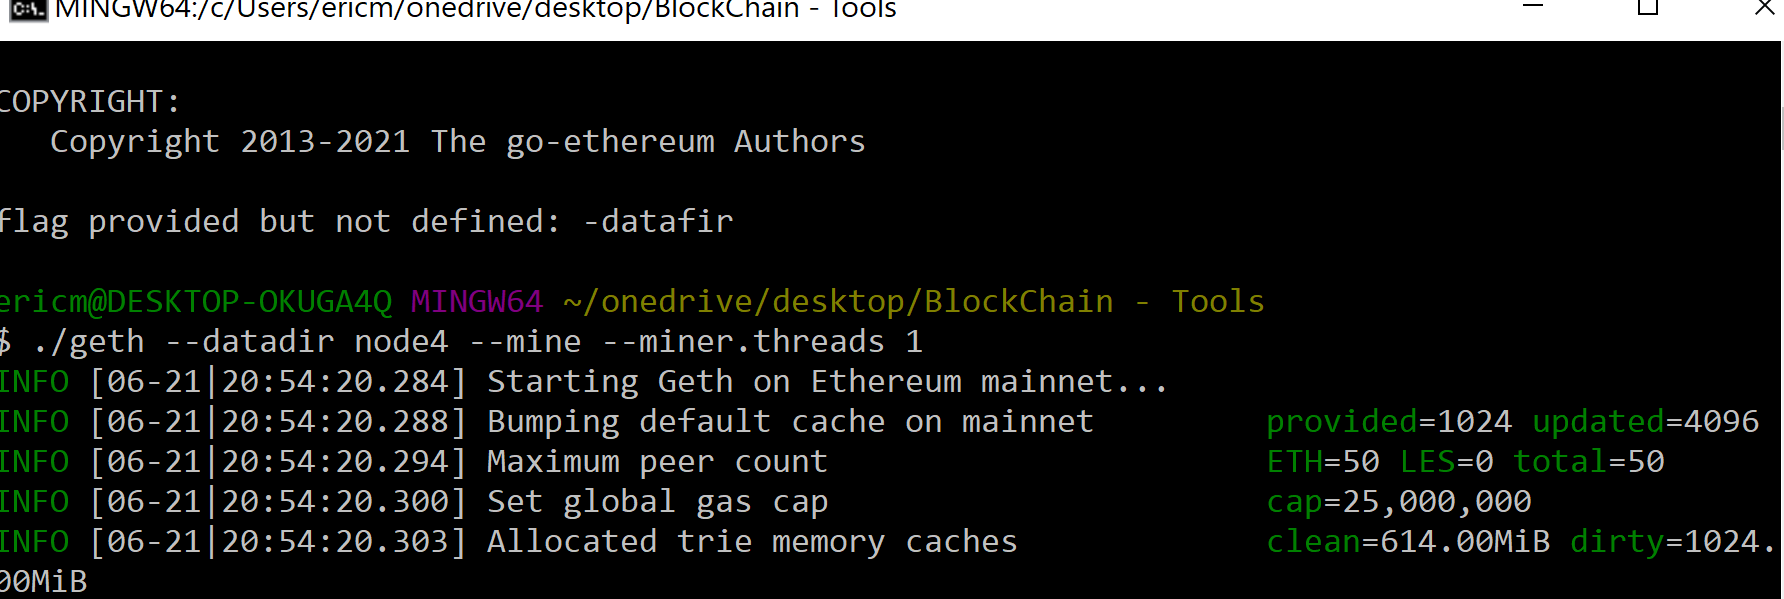 MINGW64:/c/Users/ericm/onedrive/desktop/BlockChain - Tools
COPYRIGHT:
Copyright 2013-2021 The go-ethereum Authors
flag provided but not defined: -datafir
ericm@DESKTOP-OKUGA4Q MINGW64 ~/onedrive/desktop/BlockChain - Tools
$ ./geth --datadir node4 --mine --miner.threads 1
INFO [06-21|20:54:20.284] Starting Geth on Ethereum mainnet...
INFO [06-21|20:54:20.288] Bumping default cache on mainnet provided=1024 updated=4096
INFO [06-21|20:54:20.294] Maximum peer count ETH=50 LES=0 total=50
INFO [06-21|20:54:20.300] Set global gas cap cap=25,000,000
INFO [06-21|20:54:20.303] Allocated trie memory caches clean=614.00MiB dirty=1024.
00MiB